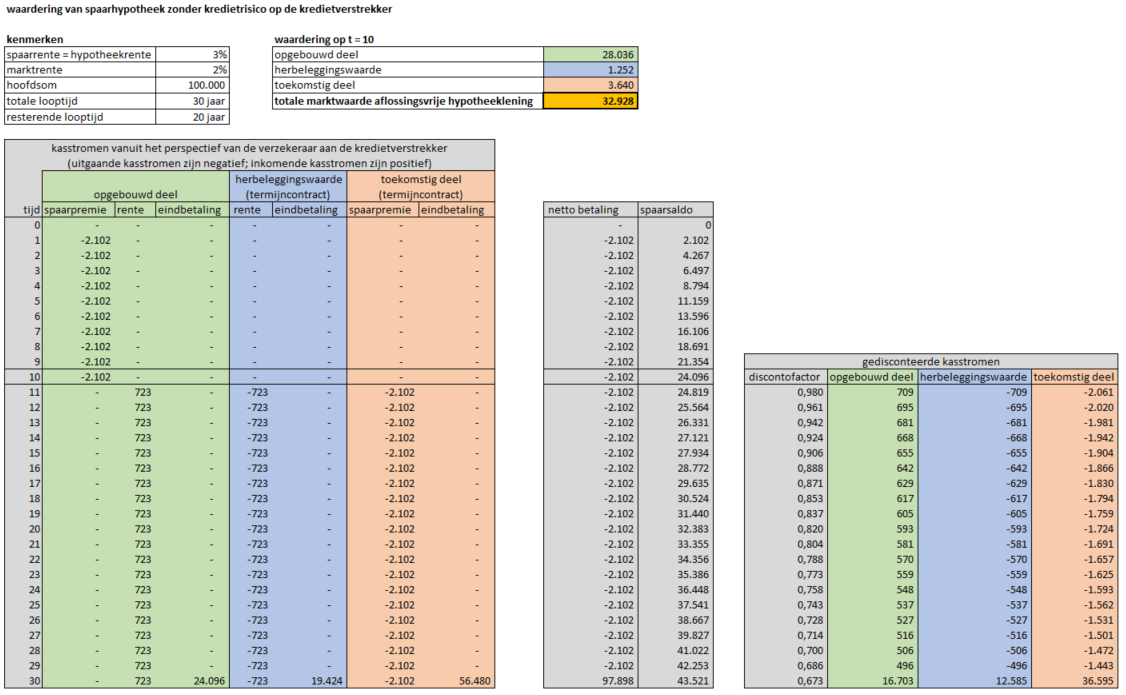 waardering van spaarhypotheek zonder kredietrisico op de kredietverstrekker
kenmerken
spaarrente = hypotheekrente 3%
marktrente 2%
hoofdsom 100.000
totale looptijd 30 jaar
resterende looptijd 20 jaar
waardering op t = 10
opgebouwd deel 28.036
herbeleggingswaarde 1.252
toekomstig deel 3.640
totale marktwaarde aflossingsvrije hypotheeklening 32.928
kasstromen vanuit het perspectief van de verzekeraar aan de kredietverstrekker
(uitgaande kasstromen zijn negatief; inkomende kasstromen zijn positief)
opgebouwd deel herbeleggingswaarde (termijncontract) toekomstig deel (termijncontract)
tijd spaarpremie rente eindbetaling rente eindbetaling spaarpremie eindbetaling netto betaling spaarsaldo
0 - - - - - - - - 0
1 -2.102 - - - - - - -2.102 2.102
2 -2.102 - - - - - - -2.102 4.267
3 -2.102 - - - - - - -2.102 6.497
4 -2.102 - - - - - - -2.102 8.794
5 -2.102 - - - - - - -2.102 11.159
6 -2.102 - - - - - - -2.102 13.596
7 -2.102 - - - - - - -2.102 16.106
8 -2.102 - - - - - - -2.102 18.691
9 -2.102 - - - - - - -2.102 21.354
gedisconteerde kasstromen
10 -2.102 - - - - - - -2.102 24.096 discontofactor opgebouwd deel herbeleggingswaarde toekomstig deel
11 - 723 - -723 - -2.102 - -2.102 24.819 0,980 709 -709 -2.061
12 - 723 - -723 - -2.102 - -2.102 25.564 0,961 695 -695 -2.020
13 - 723 - -723 - -2.102 - -2.102 26.331 0,942 681 -681 -1.981
14 - 723 - -723 - -2.102 - -2.102 27.121 0,924 668 -668 -1.942
15 - 723 - -723 - -2.102 - -2.102 27.934 0,906 655 -655 -1.904
16 - 723 - -723 - -2.102 - -2.102 28.772 0,888 642 -642 -1.866
17 - 723 - -723 - -2.102 - -2.102 29.635 0,871 629 -629 -1.830
18 - 723 - -723 - -2.102 - -2.102 30.524 0,853 617 -617 -1.794
19 - 723 - -723 - -2.102 - -2.102 31.440 0,837 605 -605 -1.759
20 - 723 - -723 - -2.102 - -2.102 32.383 0,820 593 -593 -1.724
21 - 723 - -723 - -2.102 - -2.102 33.355 0,804 581 -581 -1.691
22 - 723 - -723 - -2.102 - -2.102 34.356 0,788 570 -570 -1.657
23 - 723 - -723 - -2.102 - -2.102 35.386 0,773 559 -559 -1.625
24 - 723 - -723 - -2.102 - -2.102 36.448 0,758 548 -548 -1.593
25 - 723 - -723 - -2.102 - -2.102 37.541 0,743 537 -537 -1.562
26 - 723 - -723 - -2.102 - -2.102 38.667 0,728 527 -527 -1.531
27 - 723 - -723 - -2.102 - -2.102 39.827 0,714 516 -516 -1.501
28 - 723 - -723 - -2.102 - -2.102 41.022 0,700 506 -506 -1.472
29 - 723 - -723 - -2.102 - -2.102 42.253 0,686 496 -496 -1.443
30 - 723 24.096 -723 19.424 -2.102 56.480 97.898 43.521 0,673 16.703 12.585 36.595